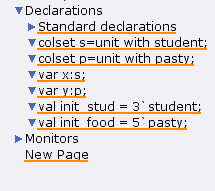 Declarations
Standard declarations
colset s=unit with student;
colset p=unit with pasty;
var x:s;
var y:p;
val init_stud = 3`student;
val init_food = 5`pasty;
Monitors
New Page